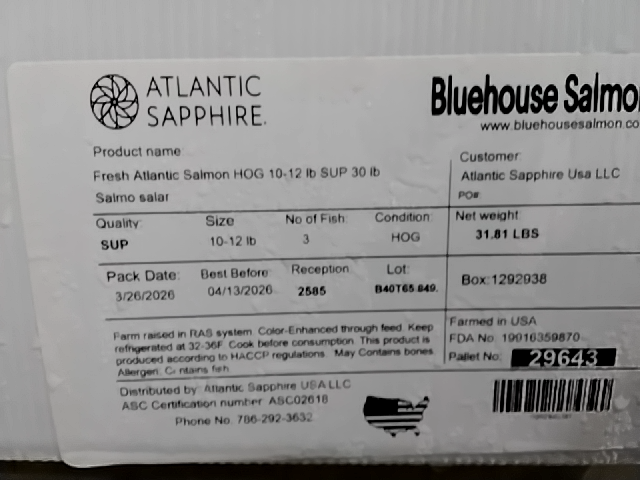 ATLANTIC
SAPPHIRE.
Bluehouse Salmo
www.bluehousesalmon.co
Product name:
Fresh Atlantic Salmon HOG 10-12 lb SUP 30 lb
Salmo salar
Customer:
Atlantic Sapphire Usa LLC
PO#:
Quality: Size No of Fish: Condition:
SUP 10-12 lb 3 HOG
Net weight
31.81 LBS
Pack Date: Best Before: Reception Lot:
3/26/2026 04/13/2026 2585 B40T65.849.
Box:1292938
Farm raised in RAS system. Color-Enhanced through feed. Keep
refrigerated at 32-36F. Cook before consumption. This product is
produced according to HACCP regulations. May Contains bones.
Allergen: Contains fish
Farmed in USA
FDA No. 19016359870
Pallet No: 29643
Distributed by: Atlantic Sapphire USA LLC
ASC Certification number: ASC02618
Phone No. 786-292-3632